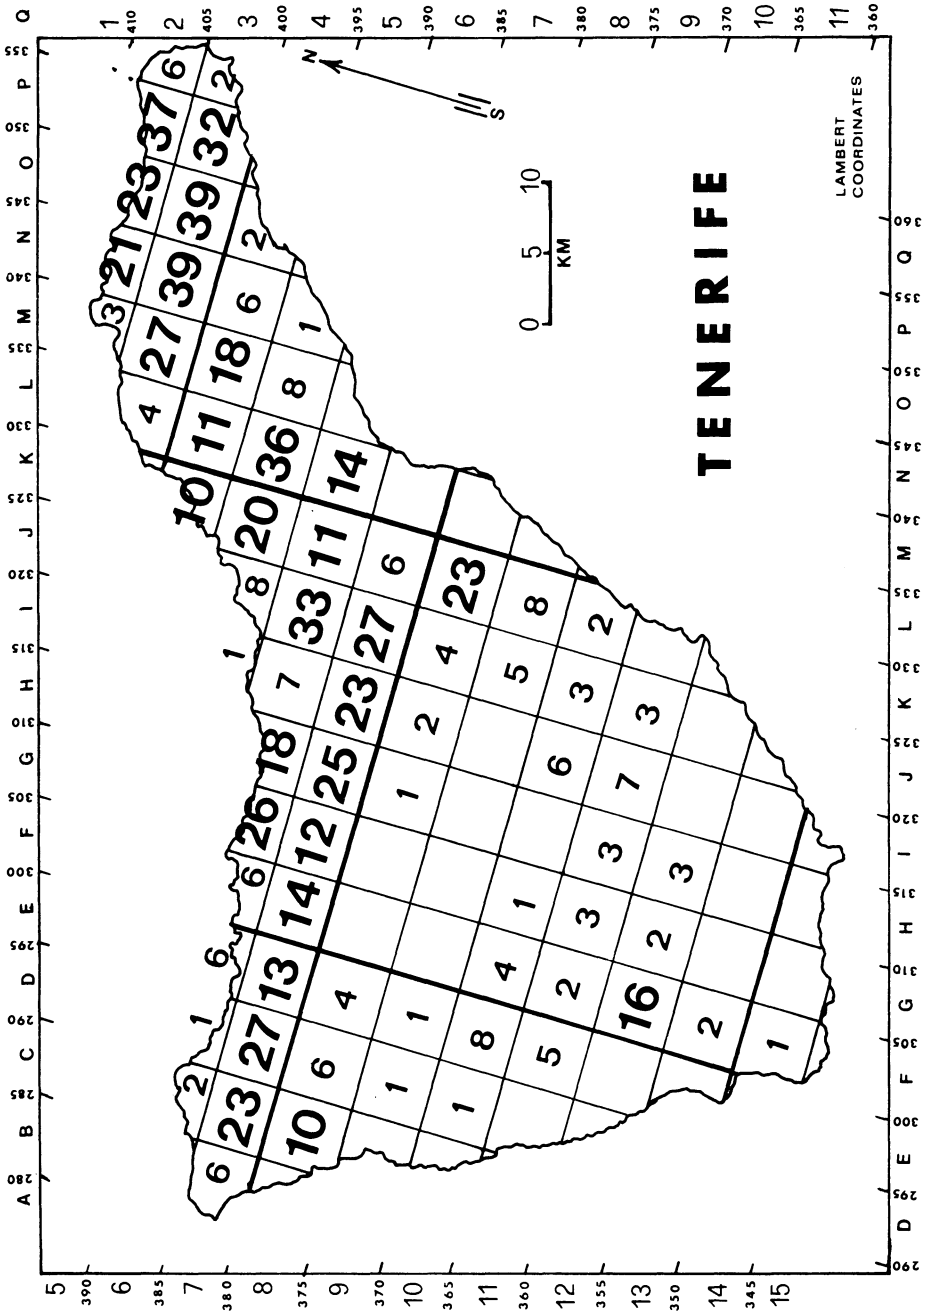 Q 1 2 3 4 5 6 7 8 9 10 11
410 405 400 395 390 385 380 375 370 365 360
355 P 350 O 345 N 340 M 335 L 330 K 325 J 320 I 315 H 310 G 305 F 300 E 295 D 290 C 285 B 280 A
6 2
37 32
23 39 2
21 39 6 1
3 27 18 8
4 11 36 14
10 20 11 6 23
8 33 27 4 8 2
1 7 23 2 5 3 3
18 25 1 6 7
26 12 3 3
6 14 1 3 2
6 13 4 2 16 2 1
1 27 4 1 8 5
2 23 6 1 1
6 10
N
S
0 5 10
KM
TENERIFE
LAMBERT
COORDINATES
360 Q 355 P 350 O 345 N 340 M 335 L 330 K 325 J 320 I 315 H 310 G 305 F 300 E 295 D 290
5 390 6 385 7 380 8 375 9 370 10 365 11 360 12 355 13 350 14 345 15